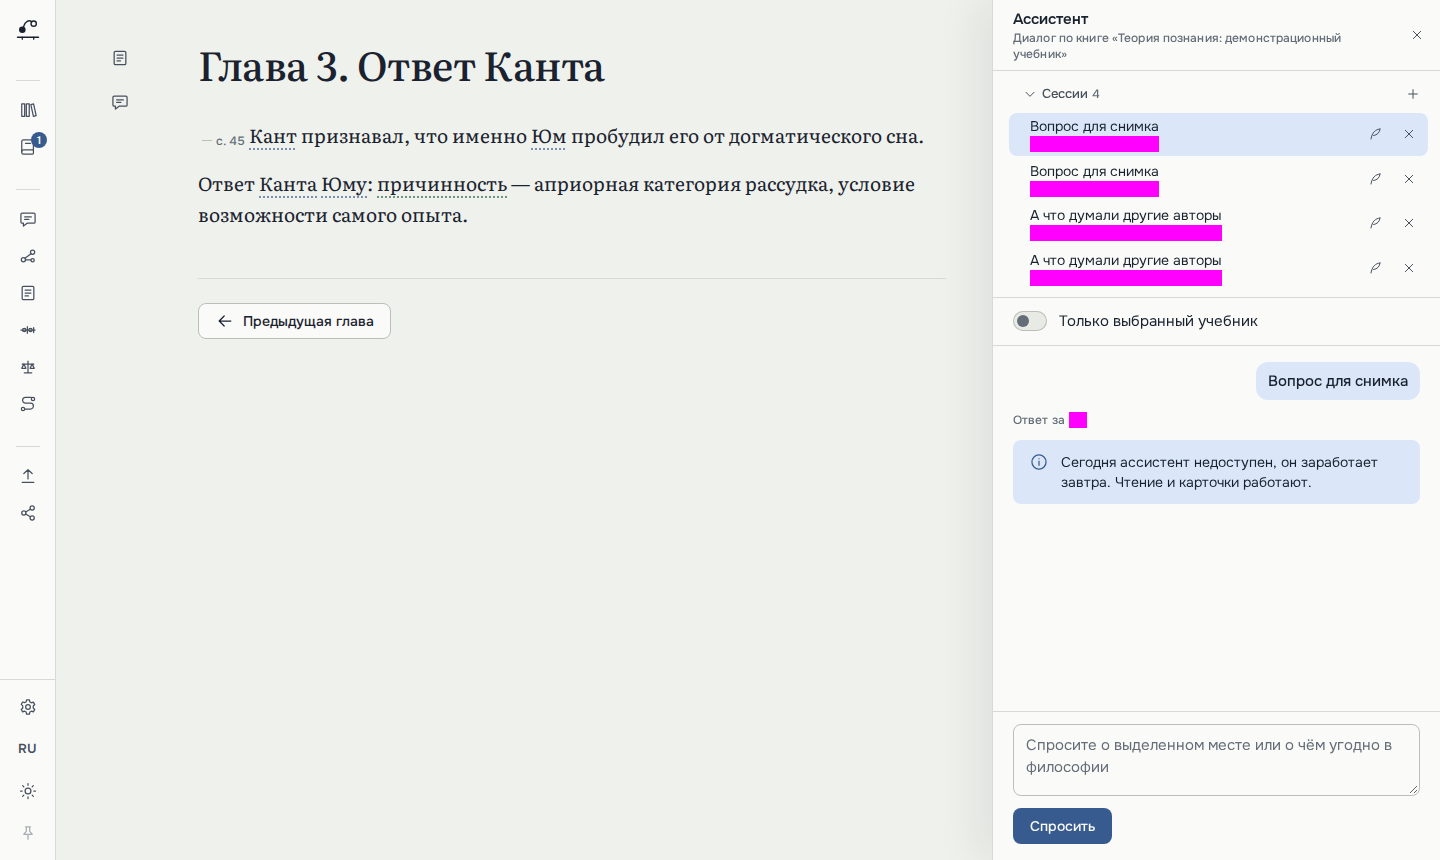 1
RU
Глава 3. Ответ Канта
— с. 45 Кант признавал, что именно Юм пробудил его от догматического сна.
Ответ Канта Юму: причинность — априорная категория рассудка, условие
возможности самого опыта.
Предыдущая глава
Ассистент
Диалог по книге «Теория познания: демонстрационный
учебник»
Сессии 4
Вопрос для снимка
Вопрос для снимка
А что думали другие авторы
А что думали другие авторы
Только выбранный учебник
Вопрос для снимка
Ответ за
Сегодня ассистент недоступен, он заработает
завтра. Чтение и карточки работают.
Спросите о выделенном месте или о чём угодно в
философии
Спросить